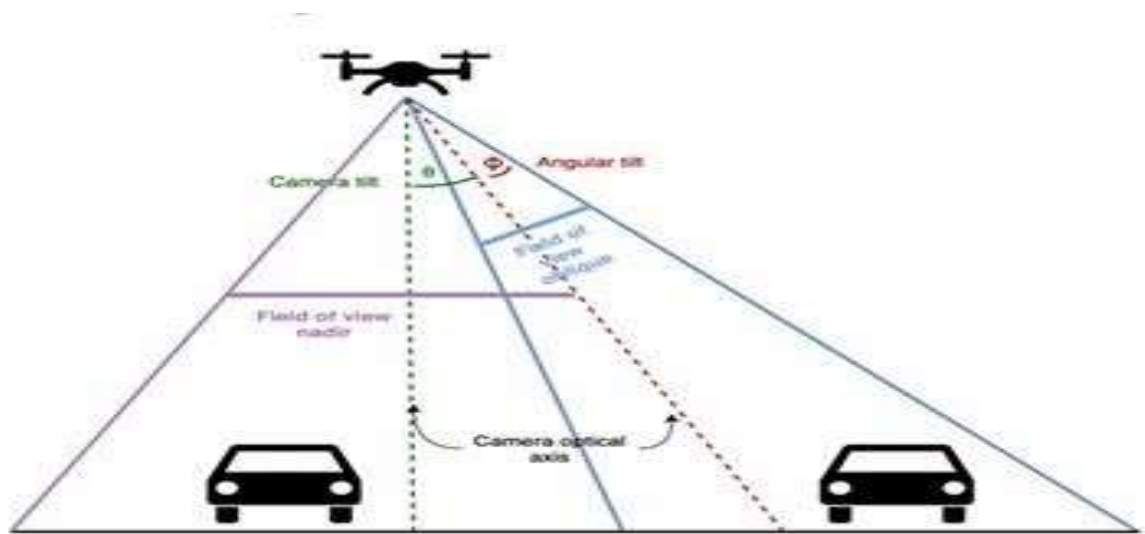 Φ
Angular tilt
Camera tilt
θ
Field of
view
oblique
Field of view
nadir
Camera optical
axis